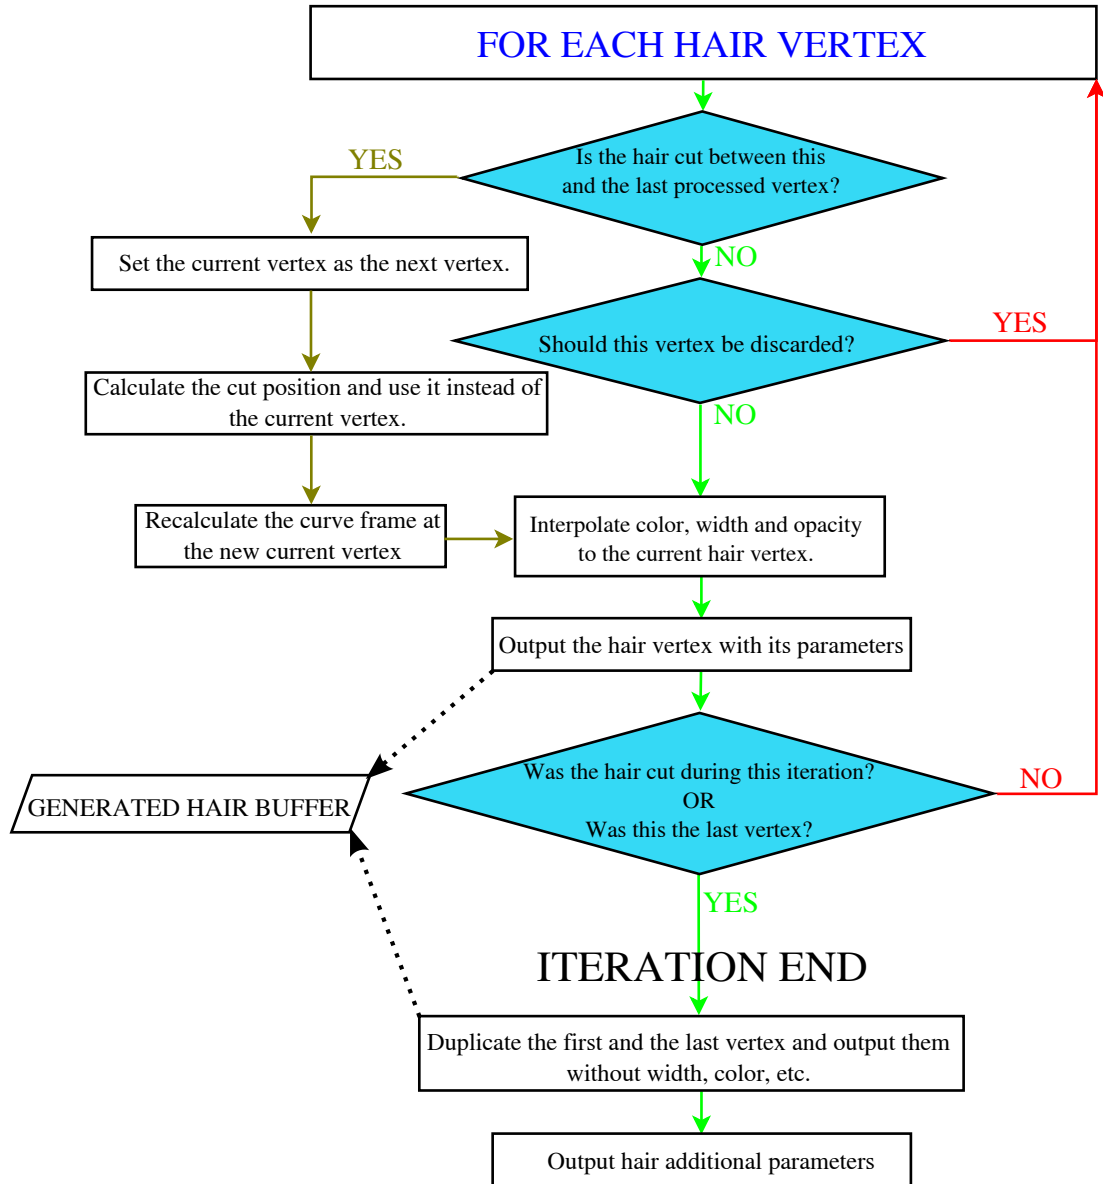 FOR EACH HAIR VERTEX
Is the hair cut between this
and the last processed vertex?
YES
NO
Set the current vertex as the next vertex.
Should this vertex be discarded?
YES
NO
Calculate the cut position and use it instead of
the current vertex.
Recalculate the curve frame at
the new current vertex
Interpolate color, width and opacity
to the current hair vertex.
Output the hair vertex with its parameters
Was the hair cut during this iteration?
OR
Was this the last vertex?
NO
GENERATED HAIR BUFFER
YES
ITERATION END
Duplicate the first and the last vertex and output them
without width, color, etc.
Output hair additional parameters